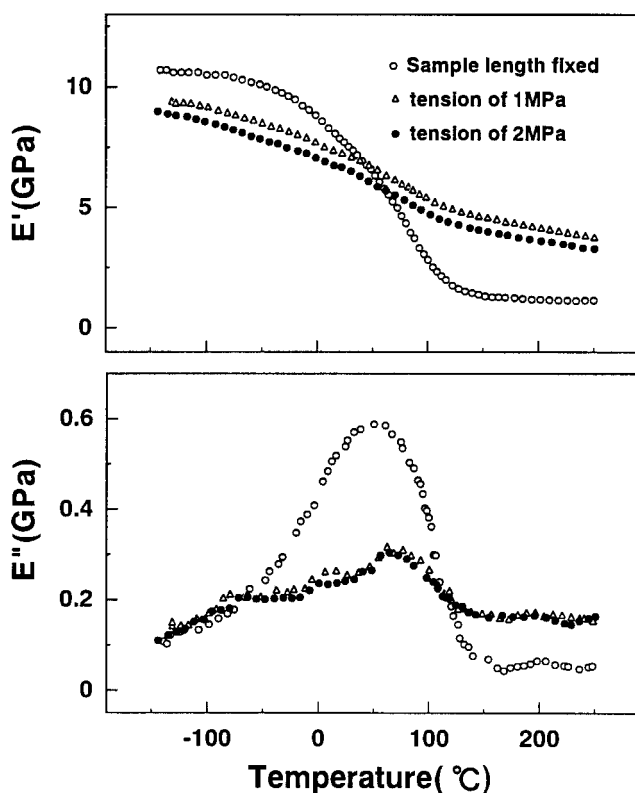 10
5
0
E'(GPa)
Sample length fixed
tension of 1MPa
tension of 2MPa
0.6
0.4
0.2
0
E"(GPa)
-100
0
100
200
Temperature(℃)